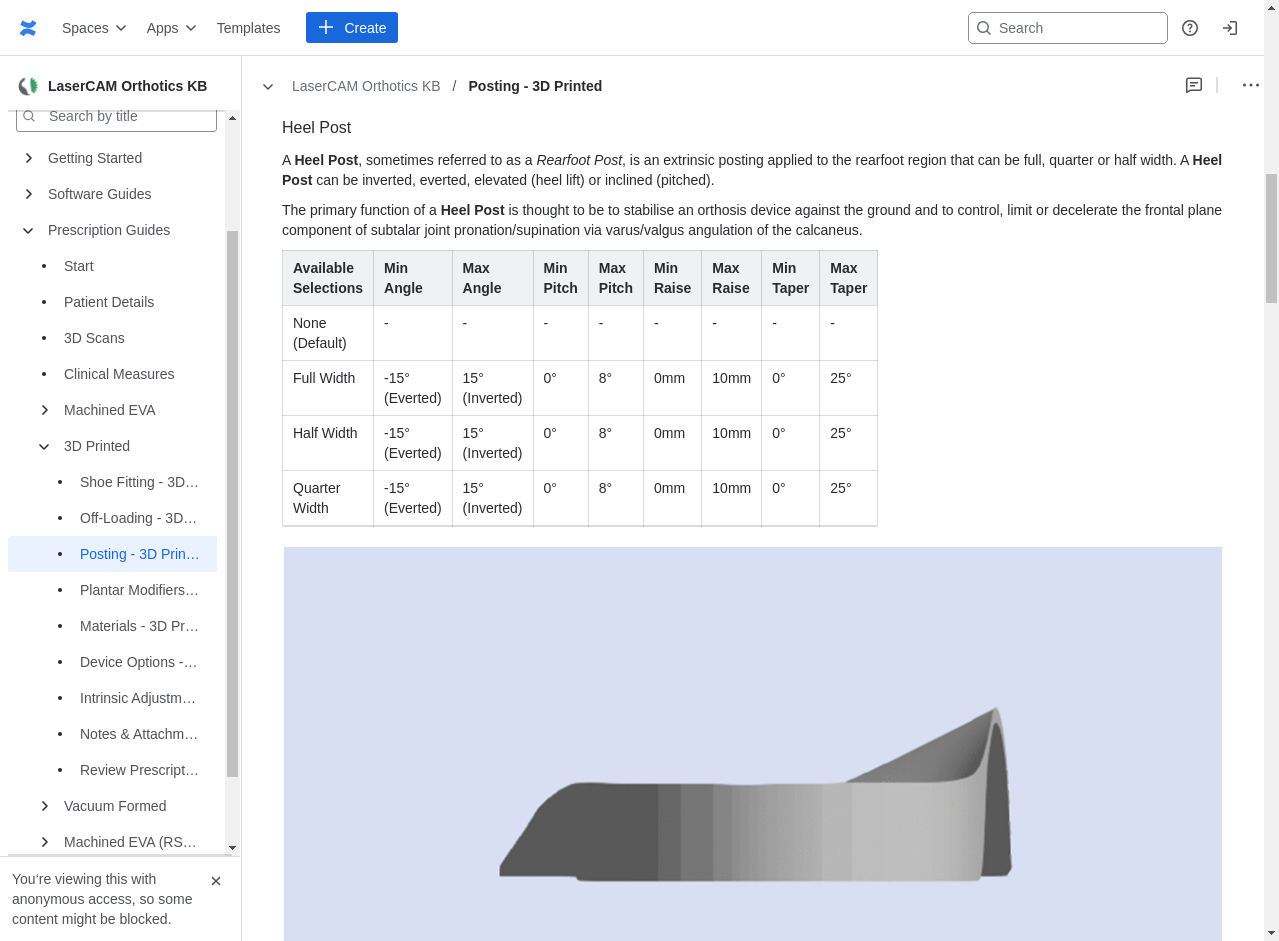 Spaces
Apps
Templates
Create
Search
LaserCAM Orthotics KB
Search by title
Getting Started
Software Guides
Prescription Guides
Start
Patient Details
3D Scans
Clinical Measures
Machined EVA
3D Printed
Shoe Fitting - 3D…
Off-Loading - 3D…
Posting - 3D Prin…
Plantar Modifiers…
Materials - 3D Pr…
Device Options -…
Intrinsic Adjustm…
Notes & Attachm…
Review Prescript…
Vacuum Formed
Machined EVA (RS…
You're viewing this with
anonymous access, so some
content might be blocked.
LaserCAM Orthotics KB / Posting - 3D Printed
Heel Post
A Heel Post, sometimes referred to as a Rearfoot Post, is an extrinsic posting applied to the rearfoot region that can be full, quarter or half width. A Heel
Post can be inverted, everted, elevated (heel lift) or inclined (pitched).
The primary function of a Heel Post is thought to be to stabilise an orthosis device against the ground and to control, limit or decelerate the frontal plane
component of subtalar joint pronation/supination via varus/valgus angulation of the calcaneus.
Available Min Max Min Max Min Max Min Max
Selections Angle Angle Pitch Pitch Raise Raise Taper Taper
None - - - - - - - -
(Default)
Full Width -15° 15° 0° 8° 0mm 10mm 0° 25°
(Everted) (Inverted)
Half Width -15° 15° 0° 8° 0mm 10mm 0° 25°
(Everted) (Inverted)
Quarter -15° 15° 0° 8° 0mm 10mm 0° 25°
Width (Everted) (Inverted)